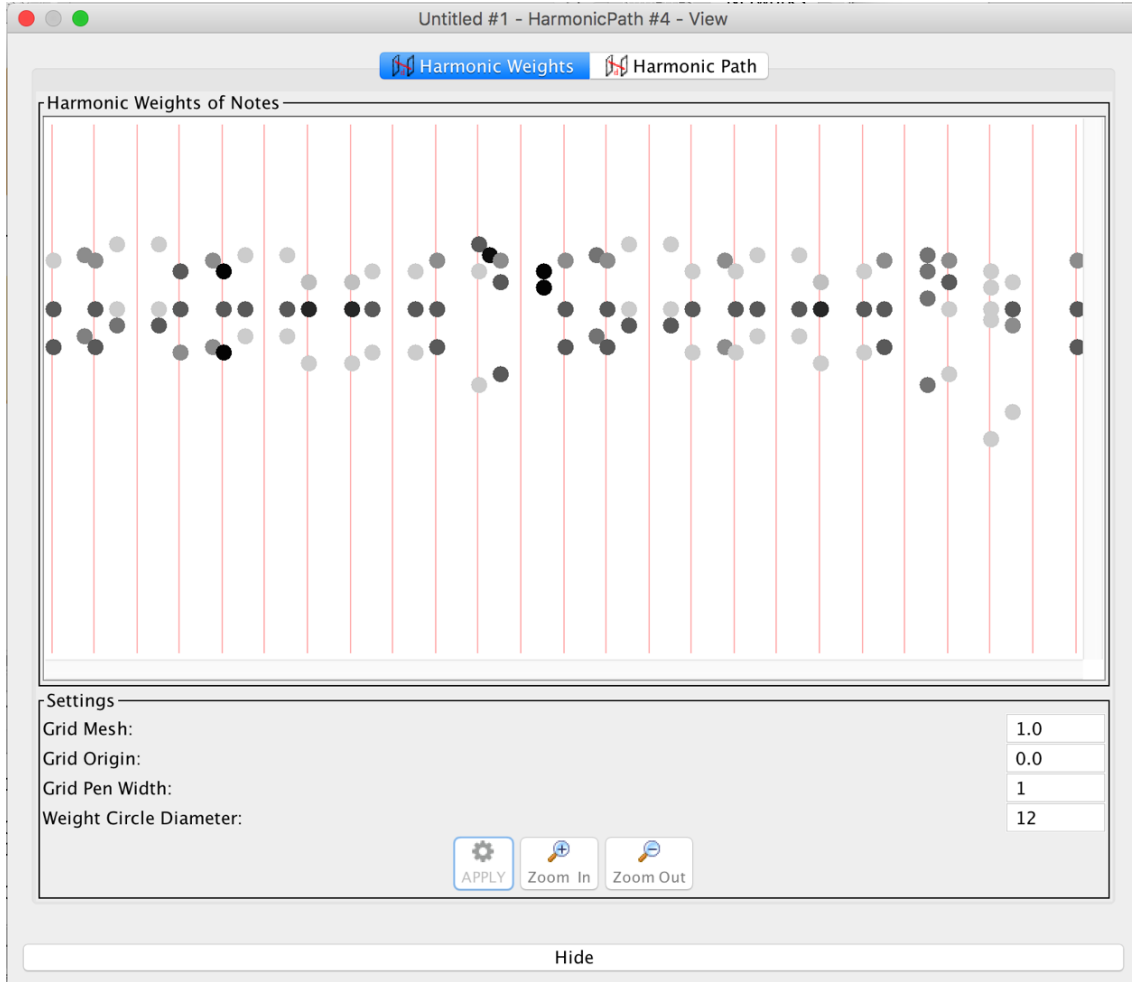 Untitled #1 - HarmonicPath #4 - View
Harmonic Weights Harmonic Path
Harmonic Weights of Notes
Settings
Grid Mesh: 1.0
Grid Origin: 0.0
Grid Pen Width: 1
Weight Circle Diameter: 12
APPLY Zoom In Zoom Out
Hide